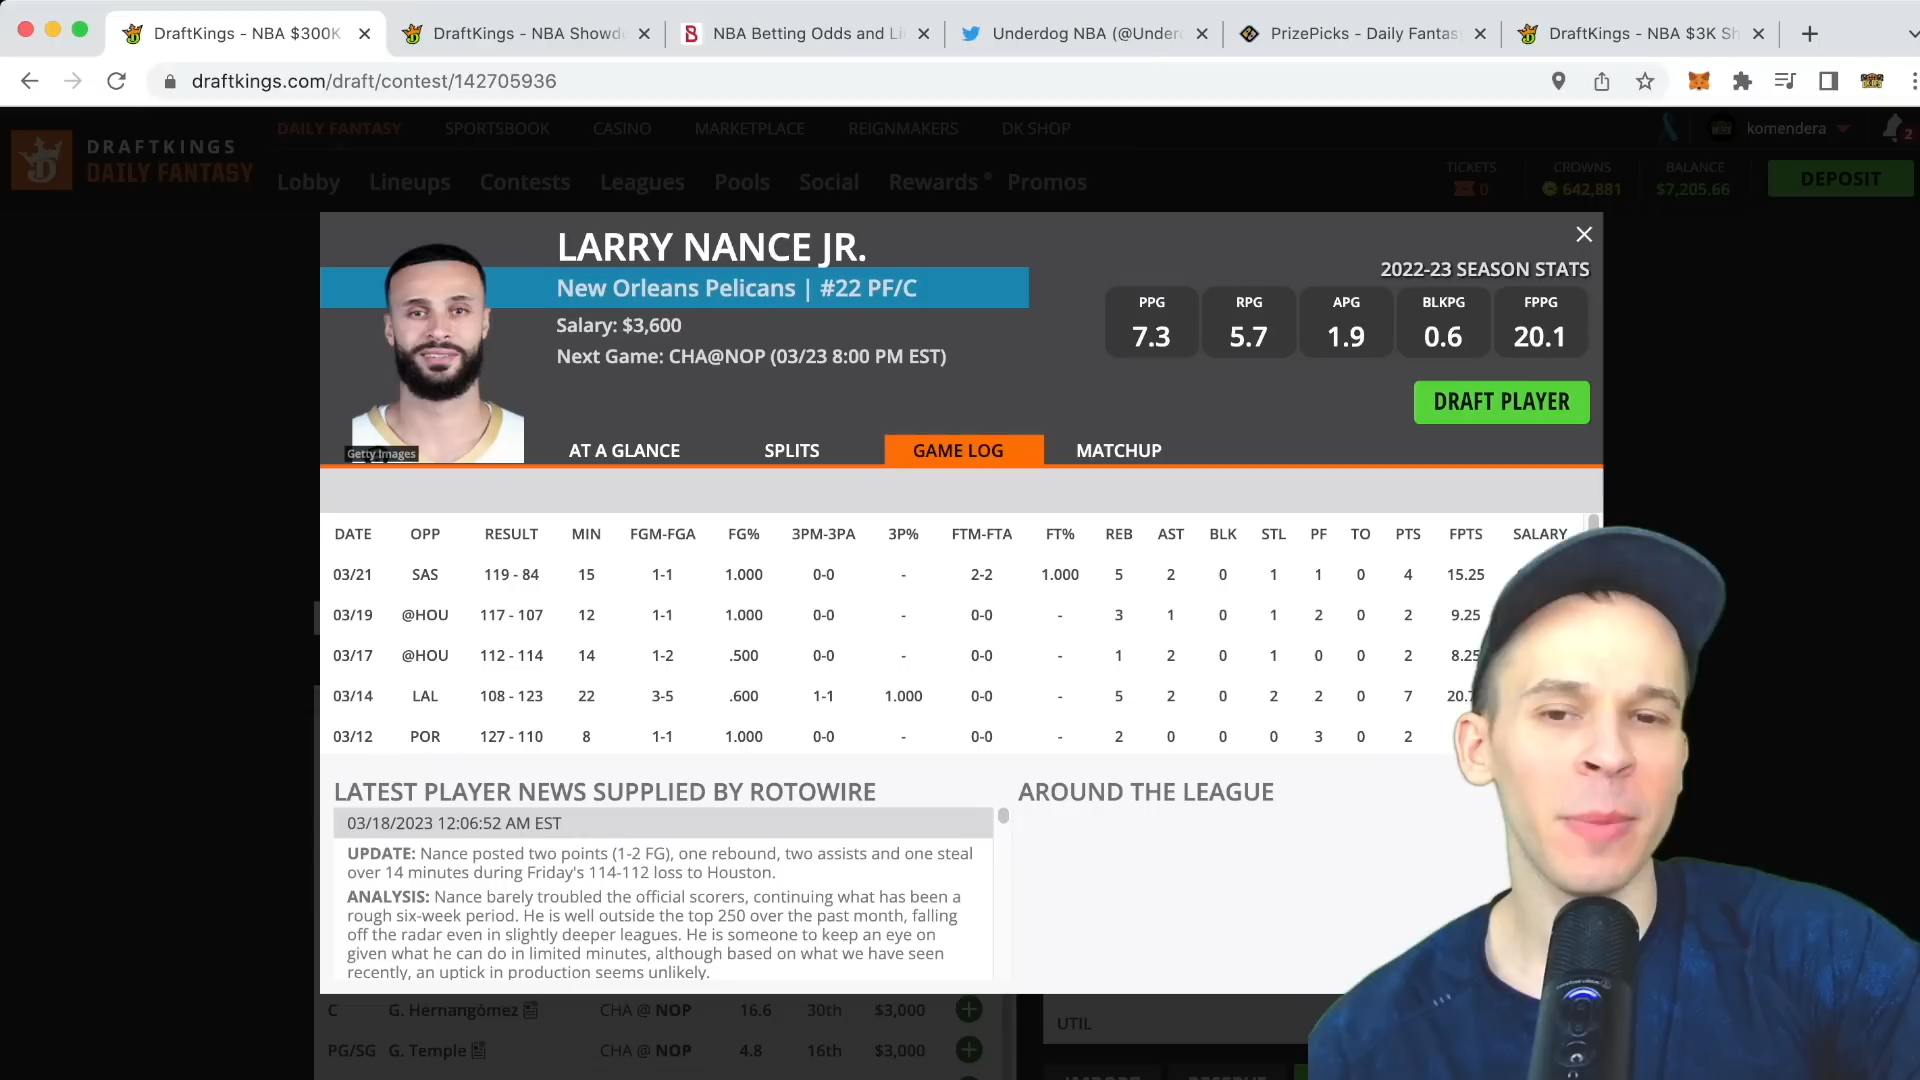 DraftKings - NBA $300K
DraftKings - NBA Showd
NBA Betting Odds and Li
Underdog NBA (@Under
PrizePicks - Daily Fantas
DraftKings - NBA $3K Sh
draftkings.com/draft/contest/142705936
DRAFTKINGS
DAILY FANTASY
DAILY FANTASY SPORTSBOOK CASINO MARKETPLACE REIGNMAKERS DK SHOP
komendera
2
Lobby Lineups Contests Leagues Pools Social Rewards Promos
TICKETS
0
CROWNS
642,881
BALANCE
$7,205.66
DEPOSIT
LARRY NANCE JR.
New Orleans Pelicans | #22 PF/C
Salary: $3,600
Next Game: CHA@NOP (03/23 8:00 PM EST)
2022-23 SEASON STATS
PPG RPG APG BLKPG FPPG
7.3 5.7 1.9 0.6 20.1
DRAFT PLAYER
Getty Images
AT A GLANCE SPLITS GAME LOG MATCHUP
DATE OPP RESULT MIN FGM-FGA FG% 3PM-3PA 3P% FTM-FTA FT% REB AST BLK STL PF TO PTS FPTS SALARY
03/21 SAS 119 - 84 15 1-1 1.000 0-0 - 2-2 1.000 5 2 0 1 1 0 4 15.25
03/19 @HOU 117 - 107 12 1-1 1.000 0-0 - 0-0 - 3 1 0 1 2 0 2 9.25
03/17 @HOU 112 - 114 14 1-2 .500 0-0 - 0-0 - 1 2 0 1 0 0 2 8.25
03/14 LAL 108 - 123 22 3-5 .600 1-1 1.000 0-0 - 5 2 0 2 2 0 7 20.7
03/12 POR 127 - 110 8 1-1 1.000 0-0 - 0-0 - 2 0 0 0 3 0 2
LATEST PLAYER NEWS SUPPLIED BY ROTOWIRE
AROUND THE LEAGUE
03/18/2023 12:06:52 AM EST
UPDATE: Nance posted two points (1-2 FG), one rebound, two assists and one steal
over 14 minutes during Friday's 114-112 loss to Houston.
ANALYSIS: Nance barely troubled the official scorers, continuing what has been a
rough six-week period. He is well outside the top 250 over the past month, falling
off the radar even in slightly deeper leagues. He is someone to keep an eye on
given what he can do in limited minutes, although based on what we have seen
recently, an uptick in production seems unlikely.
C G. Hernangómez CHA @ NOP 16.6 30th $3,000
UTIL
PG/SG G. Temple CHA @ NOP 4.8 16th $3,000